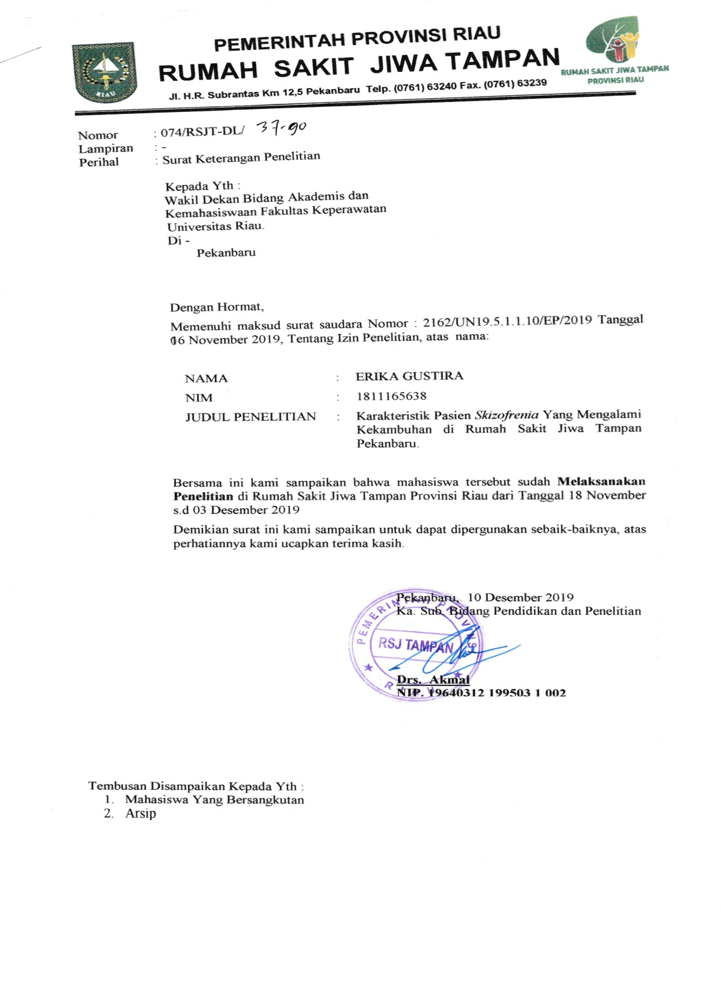 PEMERINTAH PROVINSI RIAU
RUMAH SAKIT JIWA TAMPAN
Jl. H.R. Subrantas Km 12,5 Pekanbaru Telp. (0761) 63240 Fax. (0761) 63239
RIAU
RUMAH SAKIT JIWA TAMPAN
PROVINSI RIAU
Nomor : 074/RSJT-DL/ 37-90
Lampiran : -
Perihal : Surat Keterangan Penelitian
Kepada Yth :
Wakil Dekan Bidang Akademis dan
Kemahasiswaan Fakultas Keperawatan
Universitas Riau.
Di -
Pekanbaru
Dengan Hormat,
Memenuhi maksud surat saudara Nomor : 2162/UN19.5.1.1.10/EP/2019 Tanggal
November 2019, Tentang Izin Penelitian, atas nama:
NAMA : ERIKA GUSTIRA
NIM : 1811165638
JUDUL PENELITIAN : Karakteristik Pasien Skizofrenia Yang Mengalami
Kekambuhan di Rumah Sakit Jiwa Tampan
Pekanbaru.
Bersama ini kami sampaikan bahwa mahasiswa tersebut sudah Melaksanakan
Penelitian di Rumah Sakit Jiwa Tampan Provinsi Riau dari Tanggal 18 November
s.d 03 Desember 2019
Demikian surat ini kami sampaikan untuk dapat dipergunakan sebaik-baiknya, atas
perhatiannya kami ucapkan terima kasih.
Pekanbaru, 10 Desember 2019
Ka. Sub. Bidang Pendidikan dan Penelitian
PEMERINTAH PROVINSI
RSJ TAMPAN
RIAU
Drs. Akmal
NIP. 19640312 199503 1 002
Tembusan Disampaikan Kepada Yth :
1. Mahasiswa Yang Bersangkutan
2. Arsip